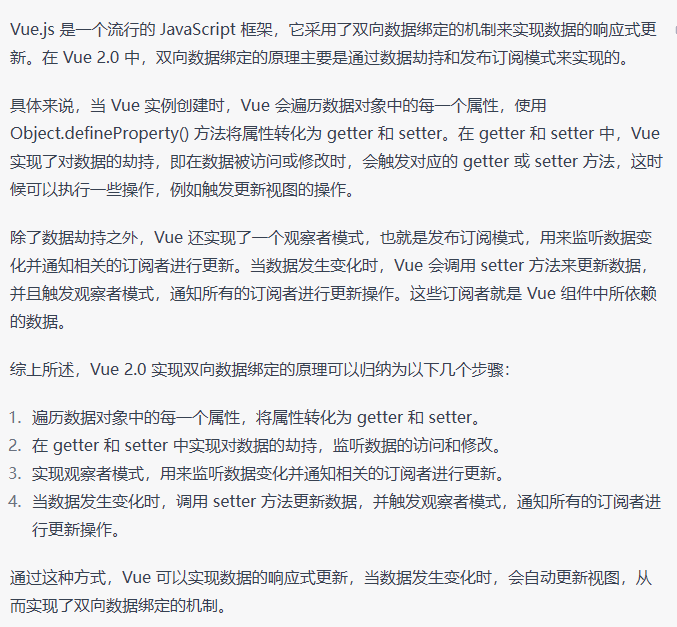 Vue.js 是一个流行的 JavaScript 框架，它采用了双向数据绑定的机制来实现数据的响应式更
新。在 Vue 2.0 中，双向数据绑定的原理主要是通过数据劫持和发布订阅模式来实现的。
具体来说，当 Vue 实例创建时，Vue 会遍历数据对象中的每一个属性，使用
Object.defineProperty() 方法将属性转化为 getter 和 setter。在 getter 和 setter 中，Vue
实现了对数据的劫持，即在数据被访问或修改时，会触发对应的 getter 或 setter 方法，这时
候可以执行一些操作，例如触发更新视图的操作。
除了数据劫持之外，Vue 还实现了一个观察者模式，也就是发布订阅模式，用来监听数据变
化并通知相关的订阅者进行更新。当数据发生变化时，Vue 会调用 setter 方法来更新数据，
并且触发观察者模式，通知所有的订阅者进行更新操作。这些订阅者就是 Vue 组件中所依赖
的数据。
综上所述，Vue 2.0 实现双向数据绑定的原理可以归纳为以下几个步骤：
1. 遍历数据对象中的每一个属性，将属性转化为 getter 和 setter。
2. 在 getter 和 setter 中实现对数据的劫持，监听数据的访问和修改。
3. 实现观察者模式，用来监听数据变化并通知相关的订阅者进行更新。
4. 当数据发生变化时，调用 setter 方法更新数据，并触发观察者模式，通知所有的订阅者进
行更新操作。
通过这种方式，Vue 可以实现数据的响应式更新，当数据发生变化时，会自动更新视图，从
而实现了双向数据绑定的机制。